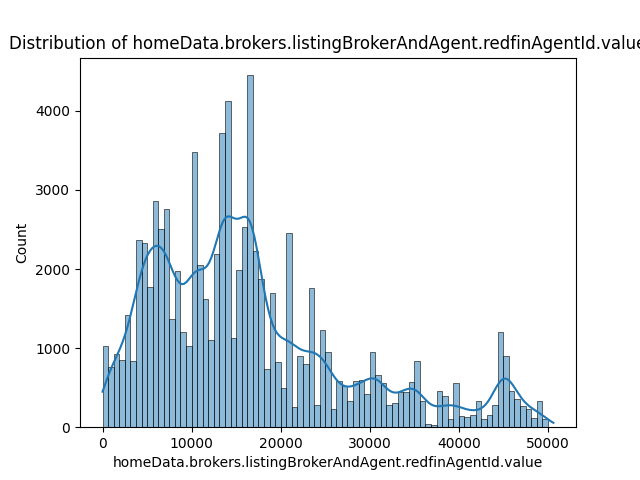 Distribution of homeData.brokers.listingBrokerAndAgent.redfinAgentId.value
Count
4000
3000
2000
1000
0
0 10000 20000 30000 40000 50000
homeData.brokers.listingBrokerAndAgent.redfinAgentId.value